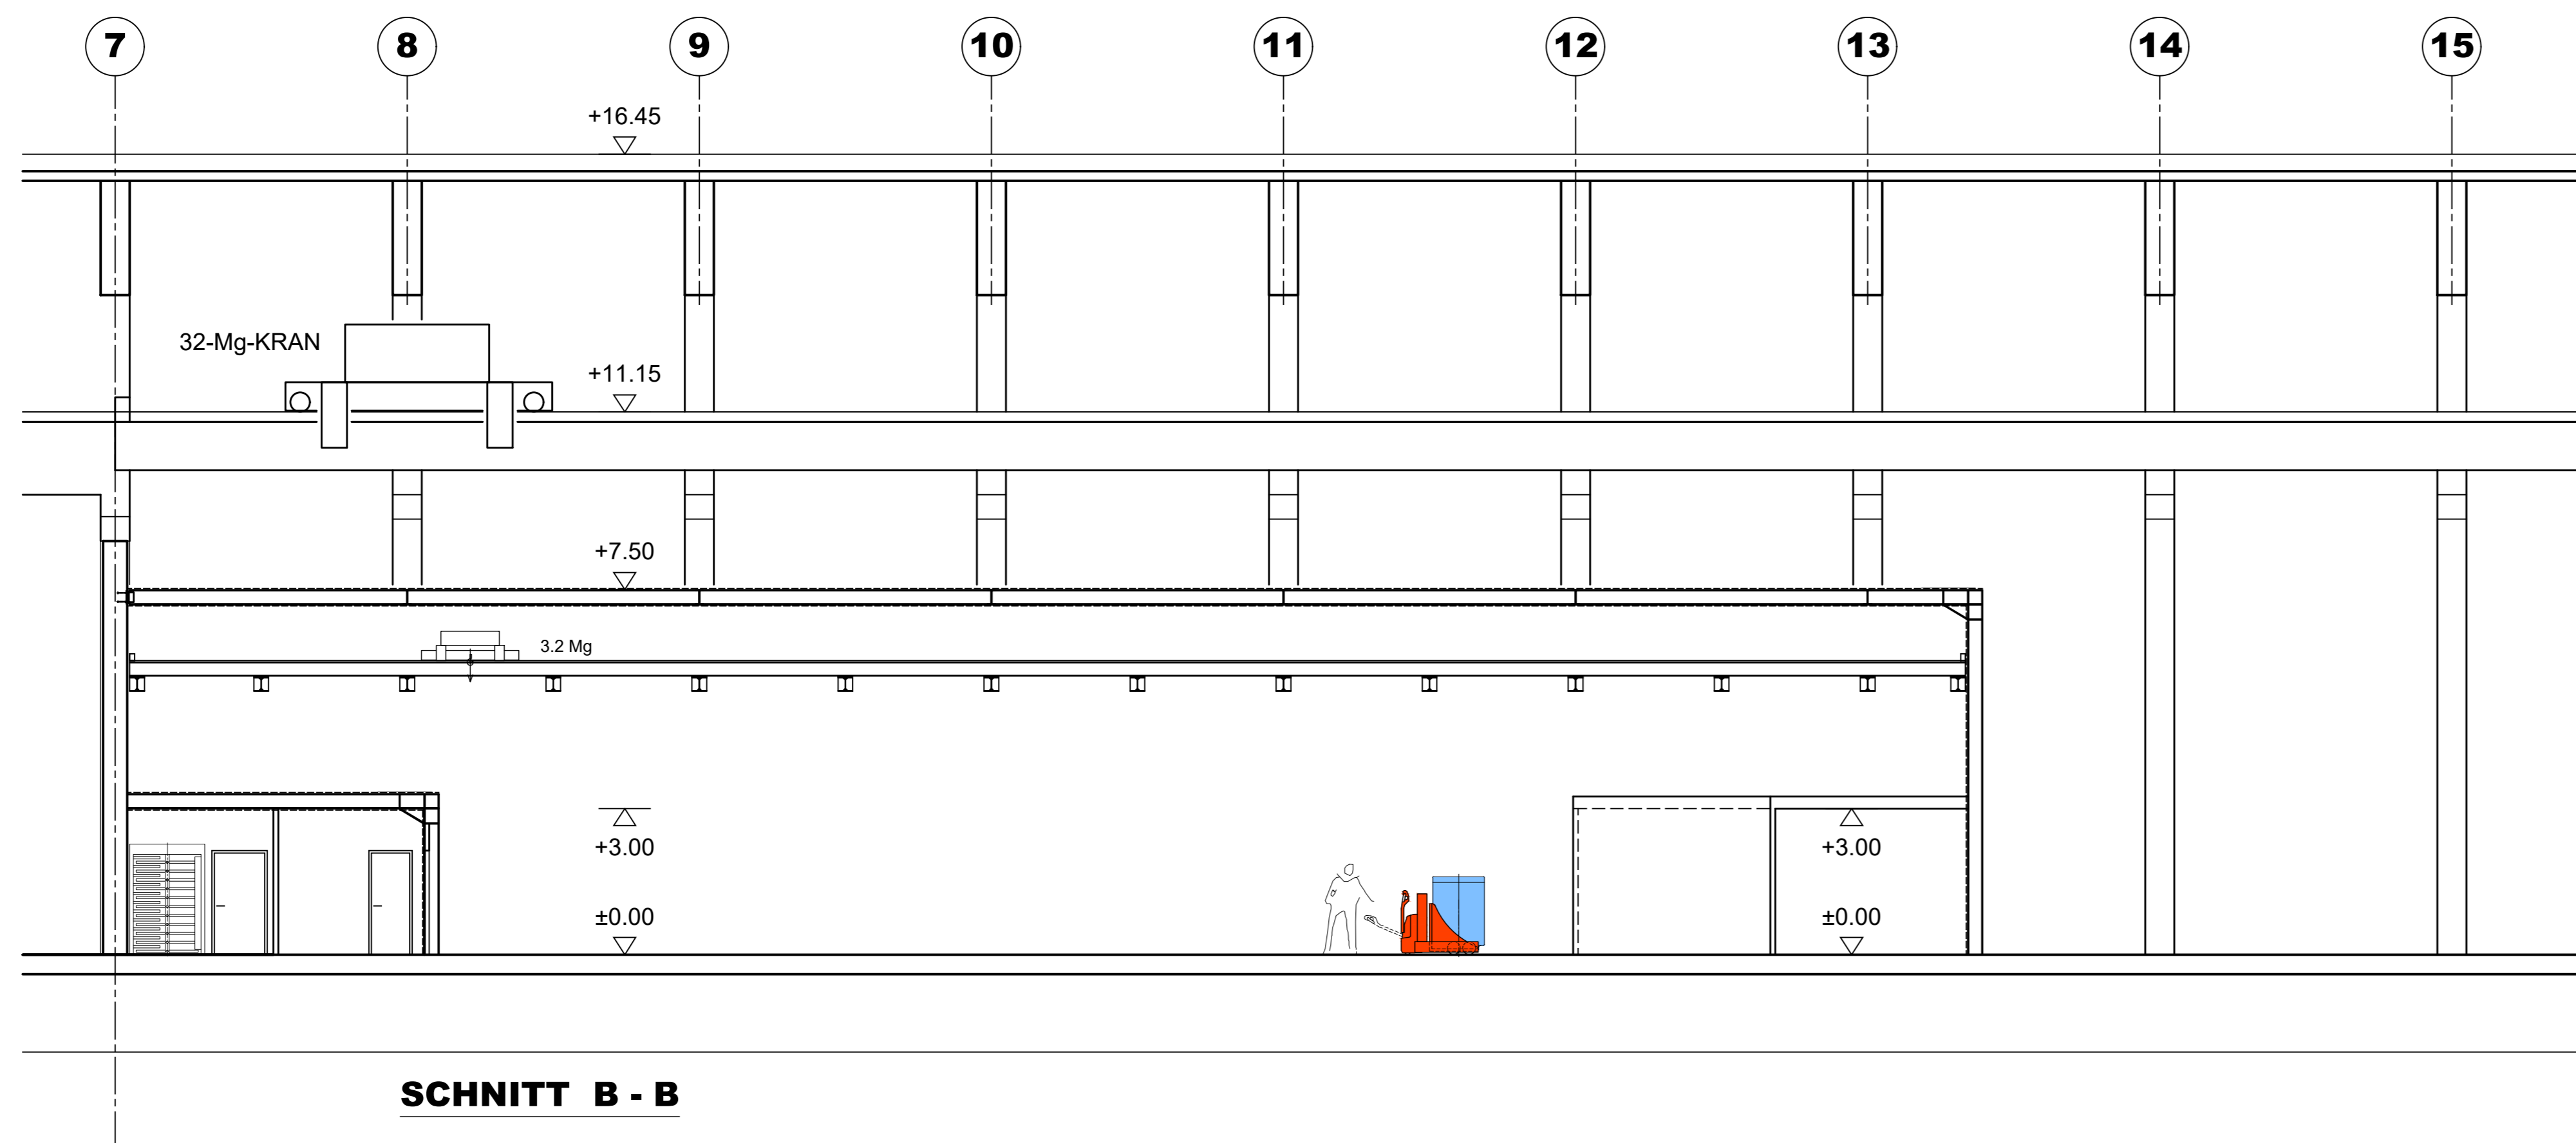 7 8 9 10 11 12 13 14 15
+16.45
32-Mg-KRAN
+11.15
+7.50
3.2 Mg
+3.00 +3.00
±0.00 ±0.00
SCHNITT B - B